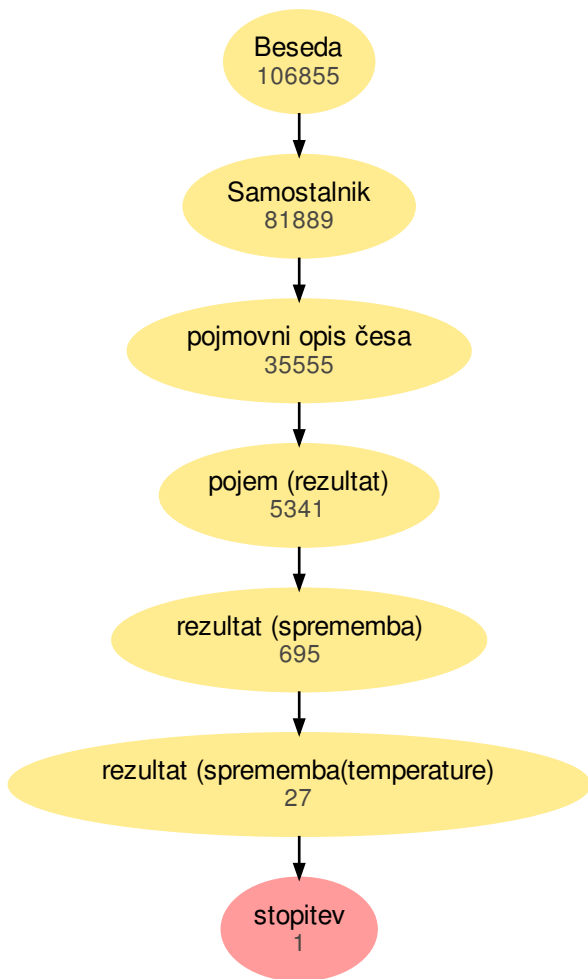 Beseda
106855
Samostalnik
81889
pojmovni opis česa
35555
pojem (rezultat)
5341
rezultat (sprememba)
695
rezultat (sprememba(temperature)
27
stopitev
1